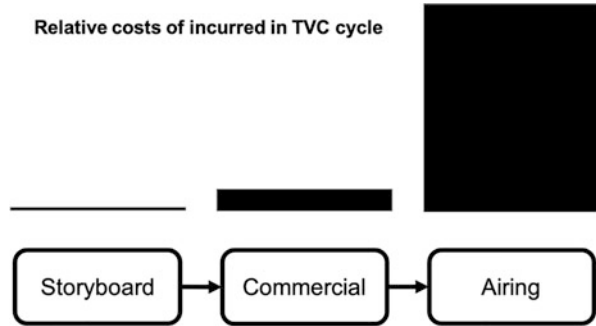 Relative costs of incurred in TVC cycle
Storyboard
Commercial
Airing